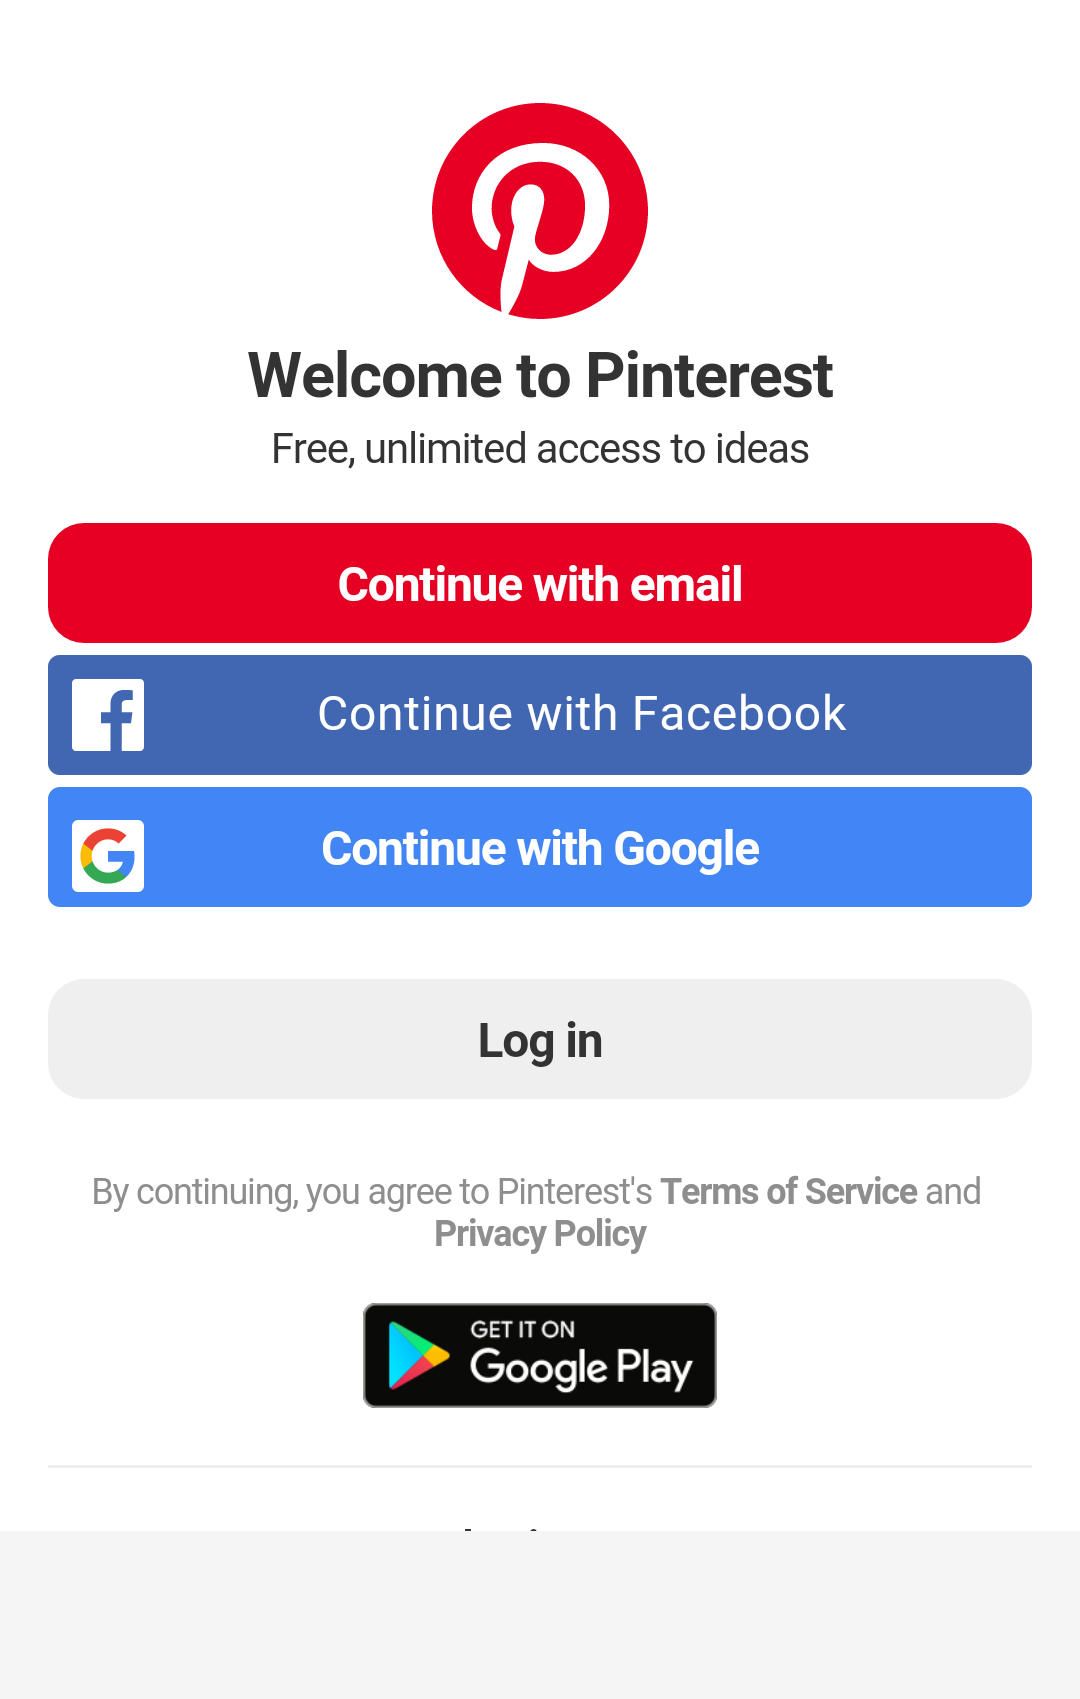 Welcome to Pinterest
Free, unlimited access to ideas
Continue with email
Continue with Facebook
Continue with Google
Log in
By continuing, you agree to Pinterest's Terms of Service and
Privacy Policy
GET IT ON
Google Play